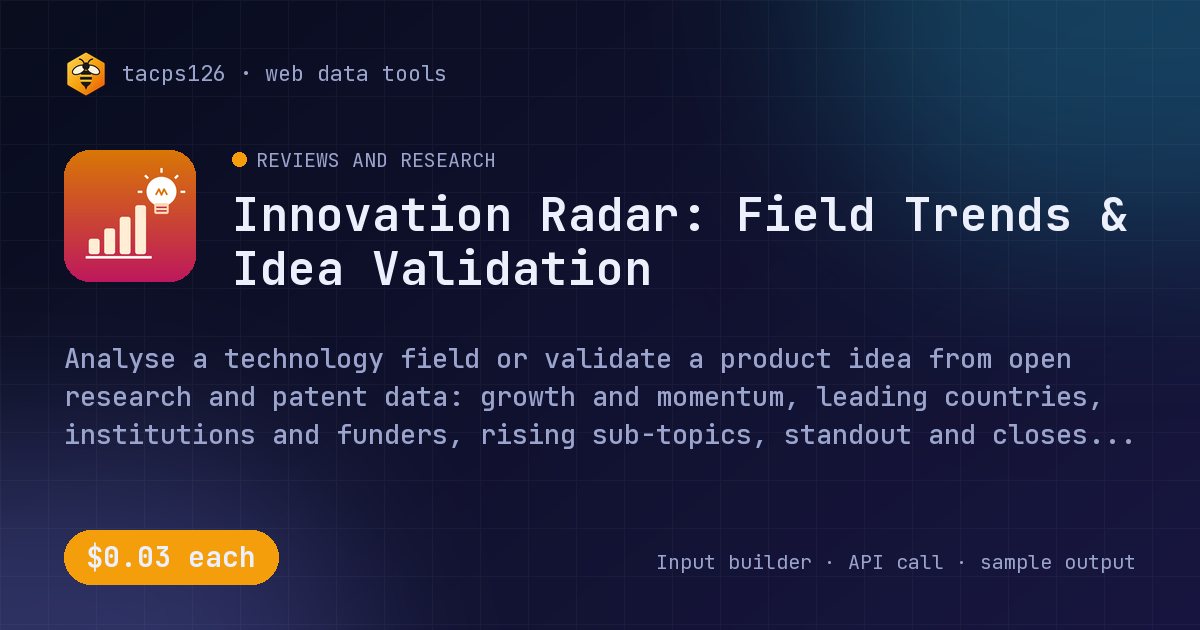 tacps126 · web data tools
REVIEWS AND RESEARCH
Innovation Radar: Field Trends &
Idea Validation
Analyse a technology field or validate a product idea from open
research and patent data: growth and momentum, leading countries,
institutions and funders, rising sub-topics, standout and closes...
$0.03 each
Input builder · API call · sample output